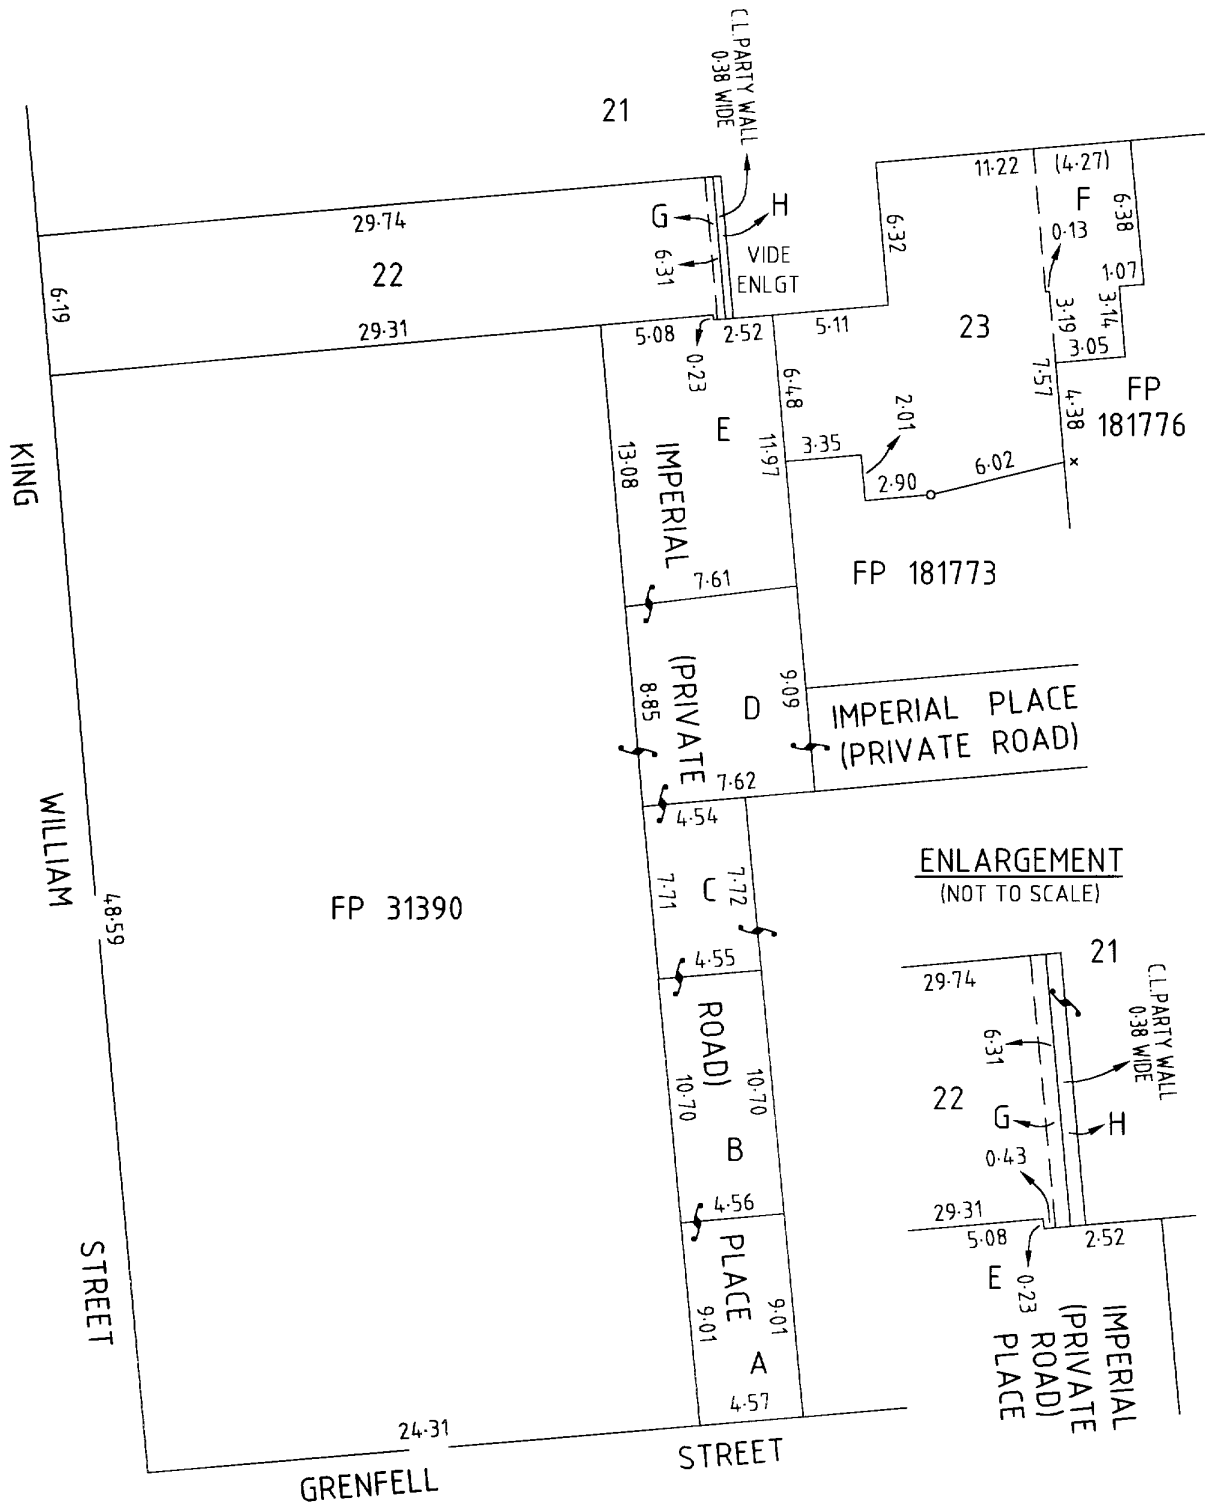 C.L.PARTY WALL
0·38 WIDE
21
11·22
(4·27)
F
6·38
0·13
1·07
3·14
3·19
3·05
29·74
G
H
6·31
VIDE
ENLGT
6·32
22
6·19
29·31
5·08
2·52
0·23
5·11
23
7·57
4·38
FP
181776
6·48
2·01
3·35
2·90
6·02
E
11·97
13·08
IMPERIAL
7·61
FP 181773
KING
WILLIAM
STREET
48·59
(PRIVATE
8·85
D
9·09
IMPERIAL PLACE
(PRIVATE ROAD)
7·62
4·54
C
7·71
7·72
4·55
FP 31390
ROAD)
10·70
10·70
B
4·56
PLACE
9·01
9·01
A
4·57
24·31
GRENFELL
STREET
ENLARGEMENT
(NOT TO SCALE)
21
29·74
C.L.PARTY WALL
0·38 WIDE
6·31
22
G
H
0·43
29·31
5·08
2·52
E
0·23
IMPERIAL
(PRIVATE
ROAD)
PLACE